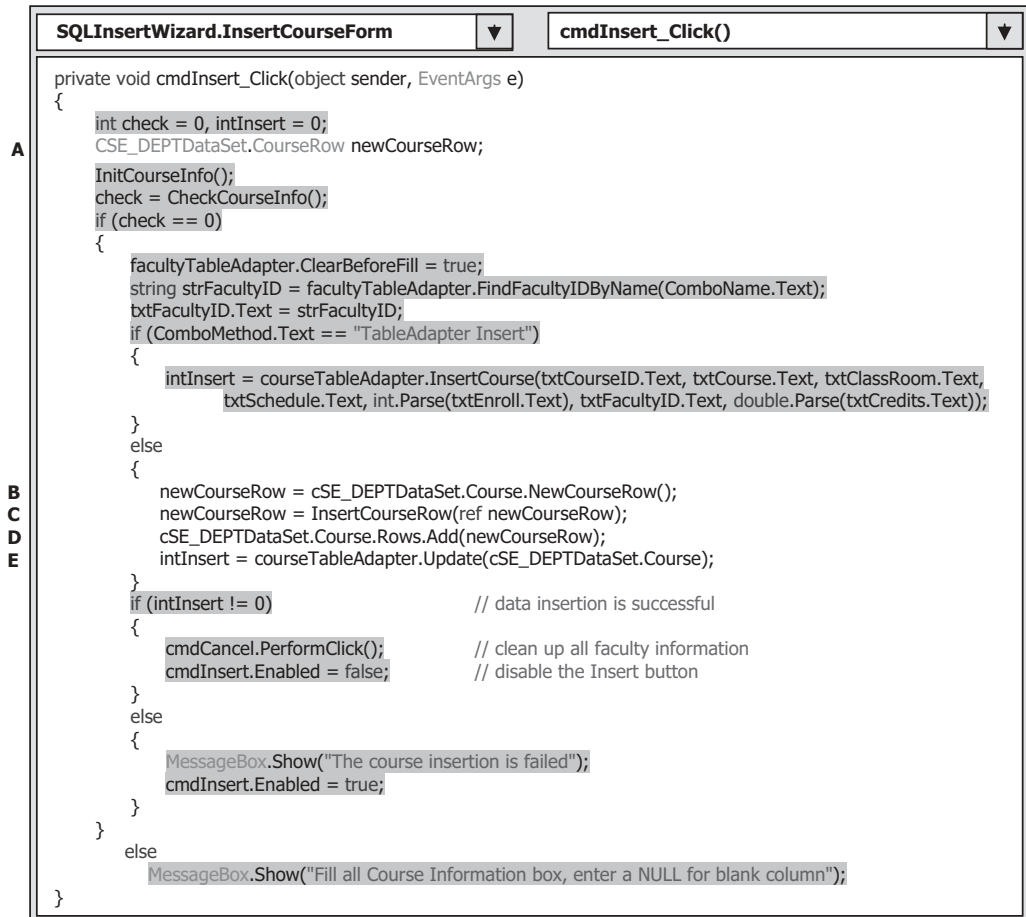 SQLInsertWizard.InsertCourseForm ▼ cmdInsert_Click() ▼
private void cmdInsert_Click(object sender, EventArgs e)
{
int check = 0, intInsert = 0;
A CSE_DEPTDataSet.CourseRow newCourseRow;
InitCourseInfo();
check = CheckCourseInfo();
if (check == 0)
{
facultyTableAdapter.ClearBeforeFill = true;
string strFacultyID = facultyTableAdapter.FindFacultyIDByName(ComboName.Text);
txtFacultyID.Text = strFacultyID;
if (ComboMethod.Text == "TableAdapter Insert")
{
intInsert = courseTableAdapter.InsertCourse(txtCourseID.Text, txtCourse.Text, txtClassRoom.Text,
txtSchedule.Text, int.Parse(txtEnroll.Text), txtFacultyID.Text, double.Parse(txtCredits.Text));
}
else
{
B newCourseRow = cSE_DEPTDataSet.Course.NewCourseRow();
C newCourseRow = InsertCourseRow(ref newCourseRow);
D cSE_DEPTDataSet.Course.Rows.Add(newCourseRow);
E intInsert = courseTableAdapter.Update(cSE_DEPTDataSet.Course);
}
if (intInsert != 0) // data insertion is successful
{
cmdCancel.PerformClick(); // clean up all faculty information
cmdInsert.Enabled = false; // disable the Insert button
}
else
{
MessageBox.Show("The course insertion is failed");
cmdInsert.Enabled = true;
}
}
else
MessageBox.Show("Fill all Course Information box, enter a NULL for blank column");
}